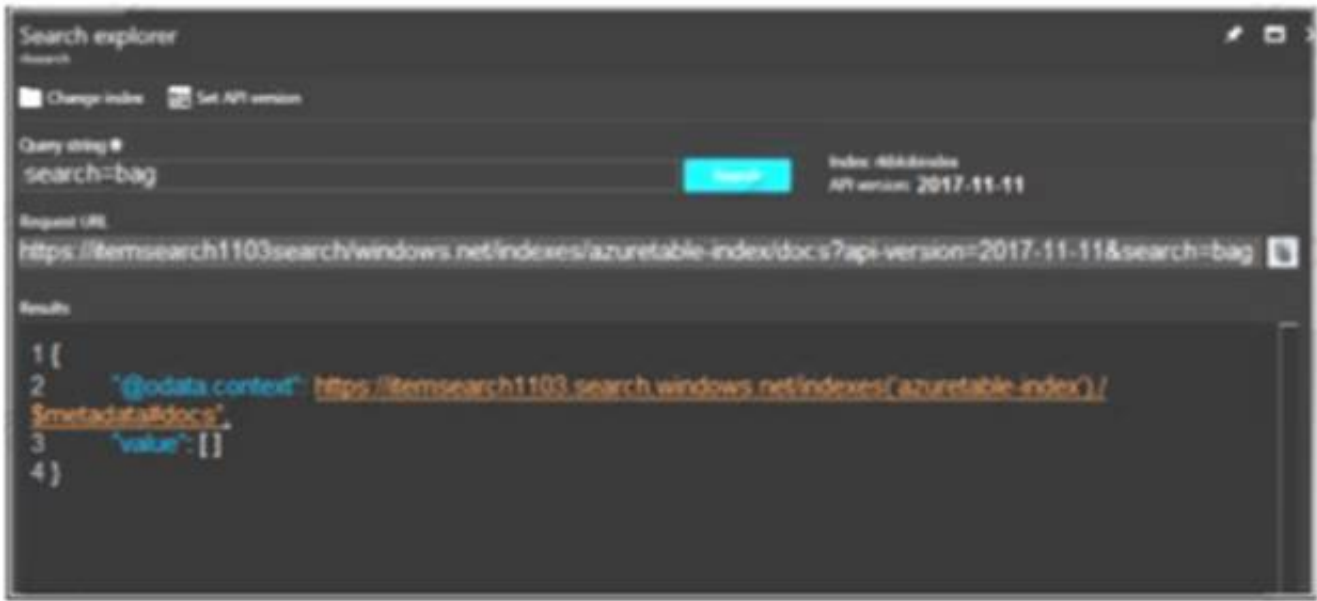 Search explorer
Change index Set API version
Query string
search=bag
Search
Index:
API version: 2017-11-11
Request URL
https://itemsearch1103search/windows.net/indexes/azuretable-index/docs?api-version=2017-11-11&search=bag
Results
1 {
2 "@odata.context": https://itemsearch1103.search.windows.net/indexes('azuretable-index')./
$metadata#docs",
3 "value": []
4 }